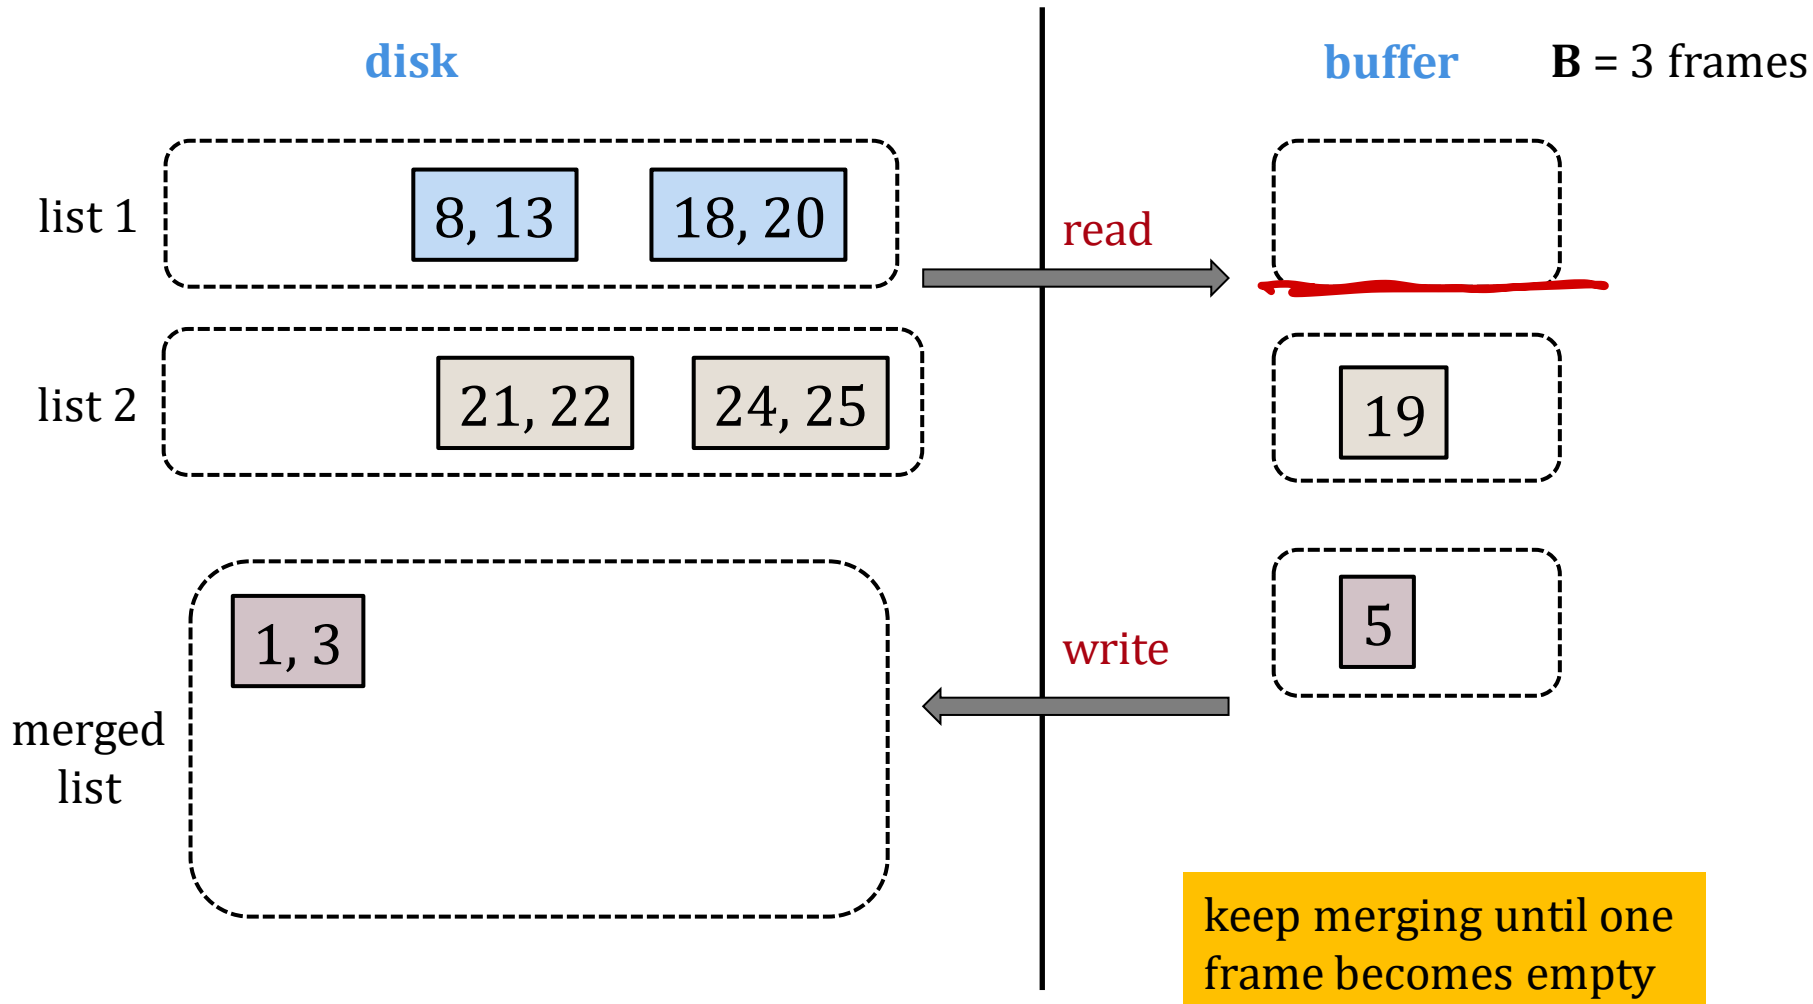 disk
buffer
B = 3 frames
list 1
8, 13
18, 20
read
list 2
21, 22
24, 25
19
merged
list
1, 3
write
5
keep merging until one
frame becomes empty